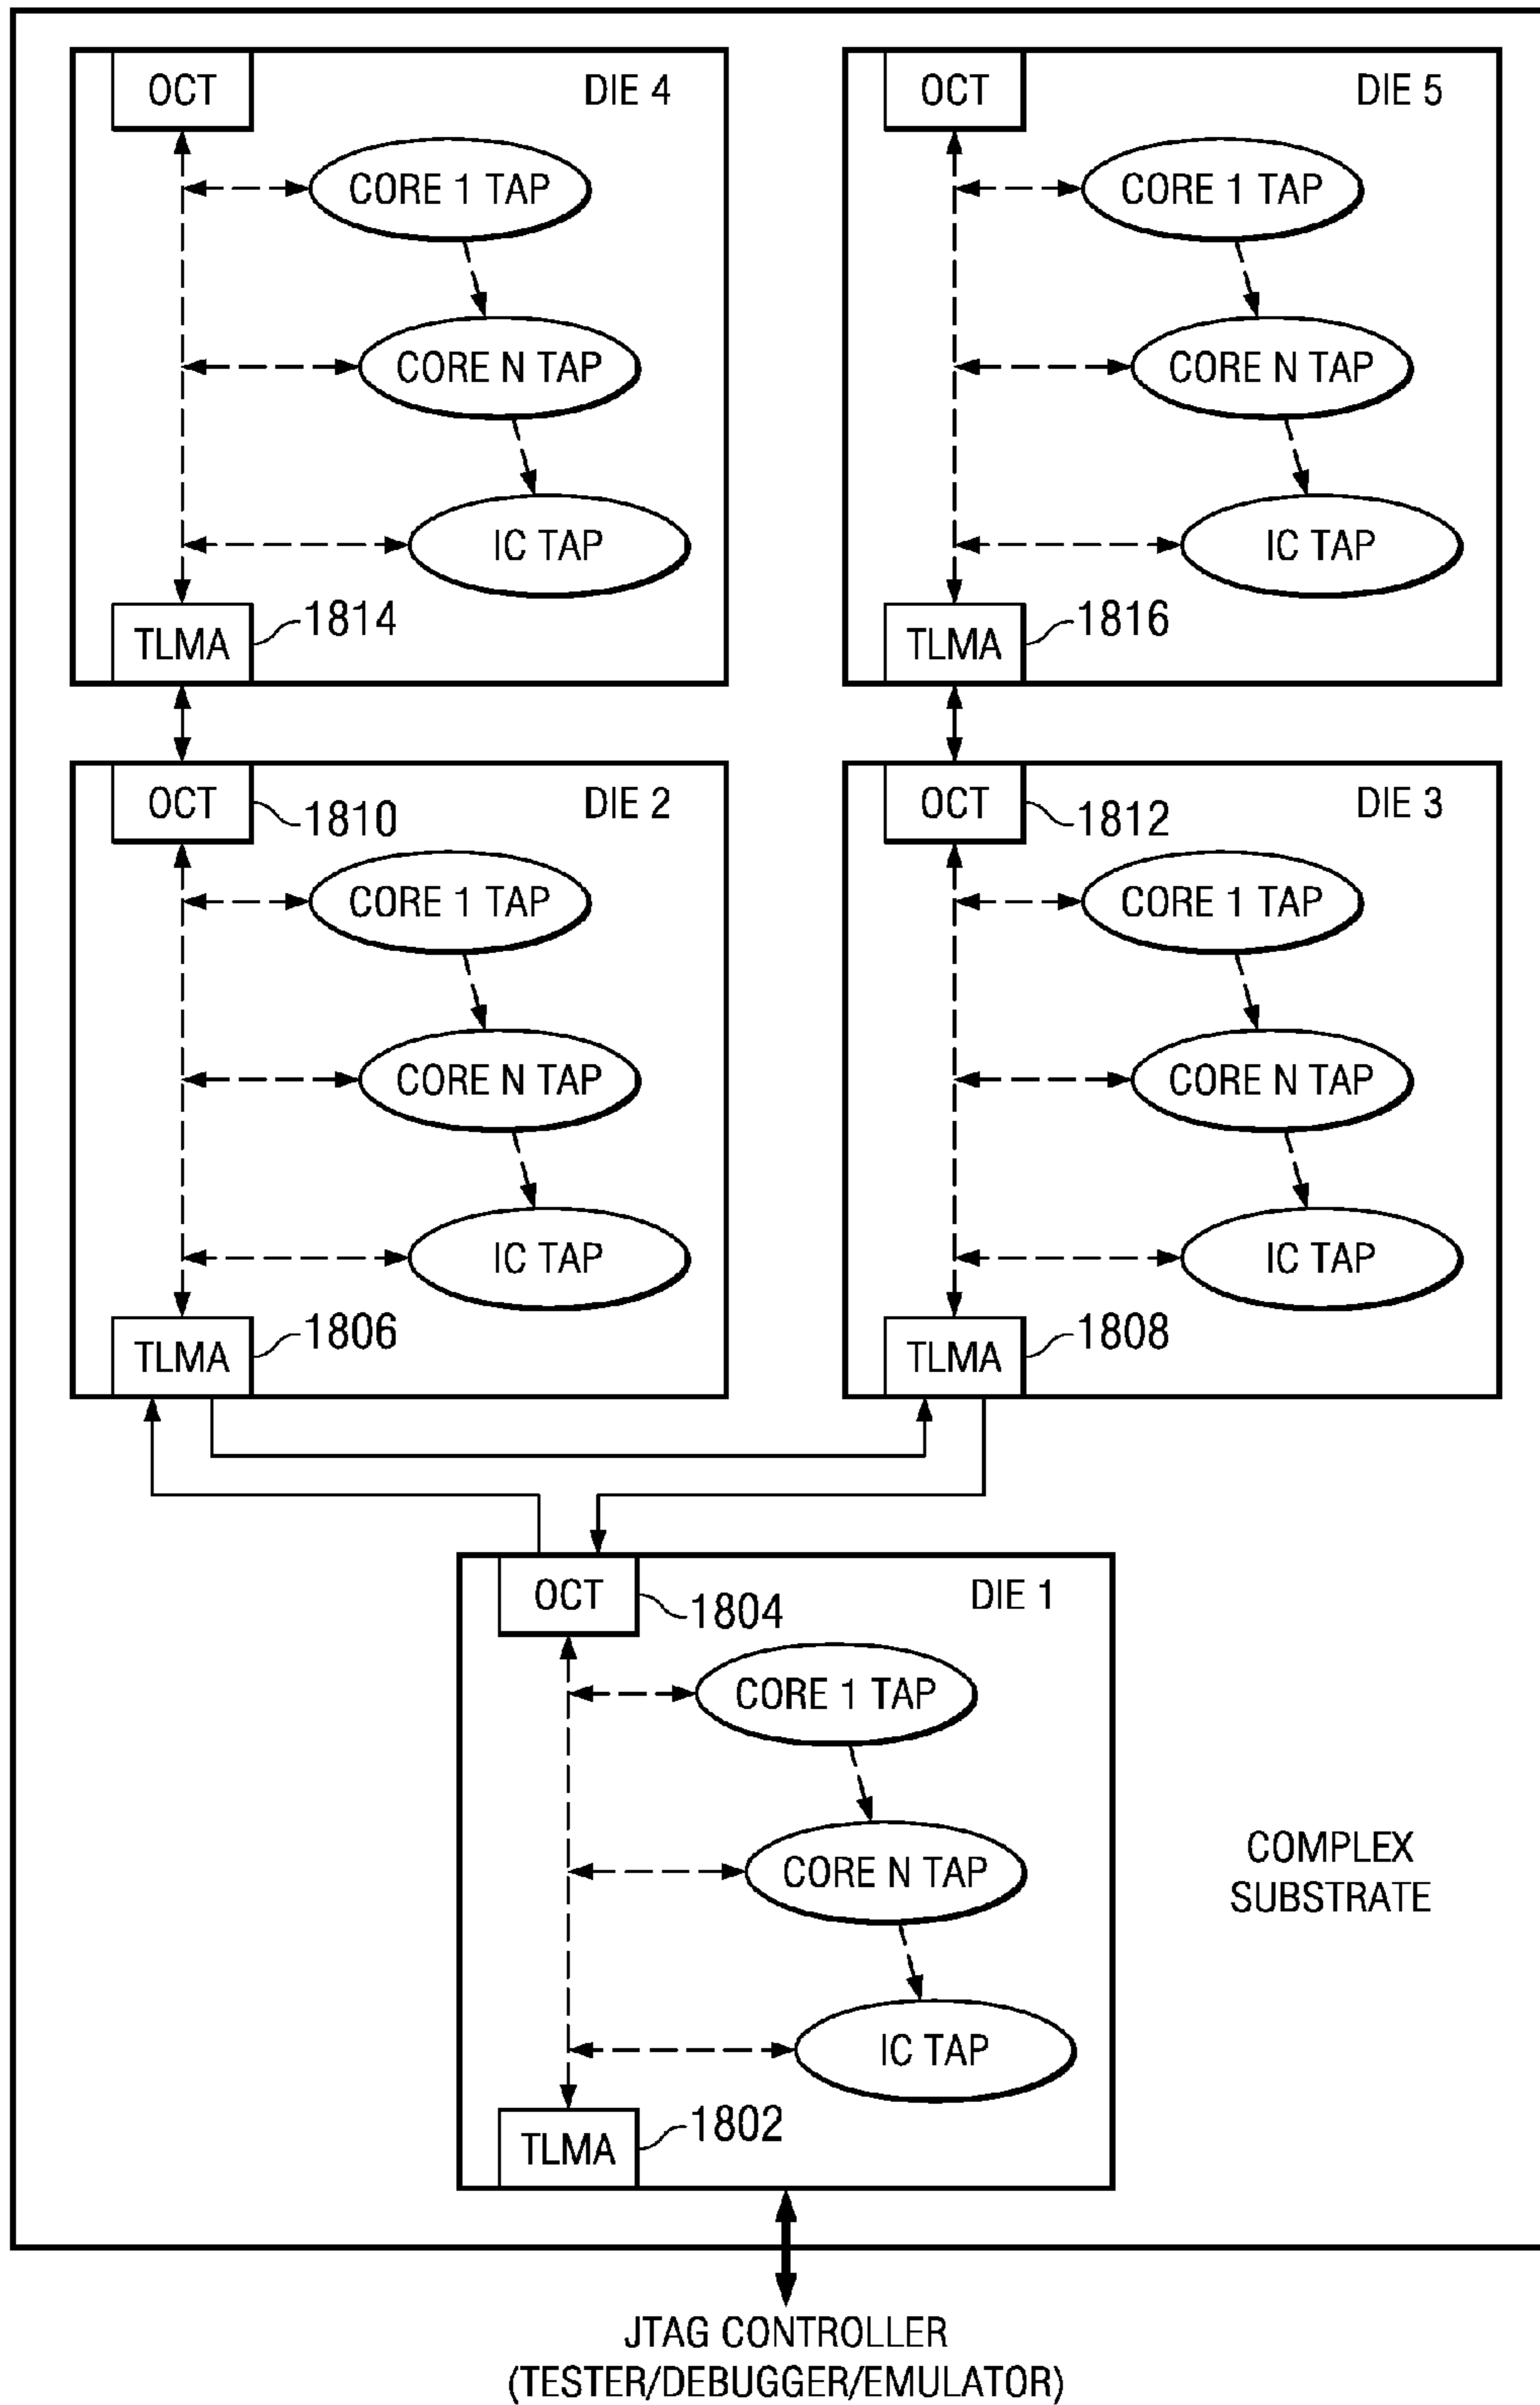 OCT
DIE 4
CORE 1 TAP
CORE N TAP
IC TAP
TLMA
1814
OCT
DIE 5
CORE 1 TAP
CORE N TAP
IC TAP
TLMA
1816
OCT
1810
DIE 2
CORE 1 TAP
CORE N TAP
IC TAP
TLMA
1806
OCT
1812
DIE 3
CORE 1 TAP
CORE N TAP
IC TAP
TLMA
1808
OCT
1804
DIE 1
CORE 1 TAP
CORE N TAP
IC TAP
TLMA
1802
COMPLEX
SUBSTRATE
JTAG CONTROLLER
(TESTER/DEBUGGER/EMULATOR)